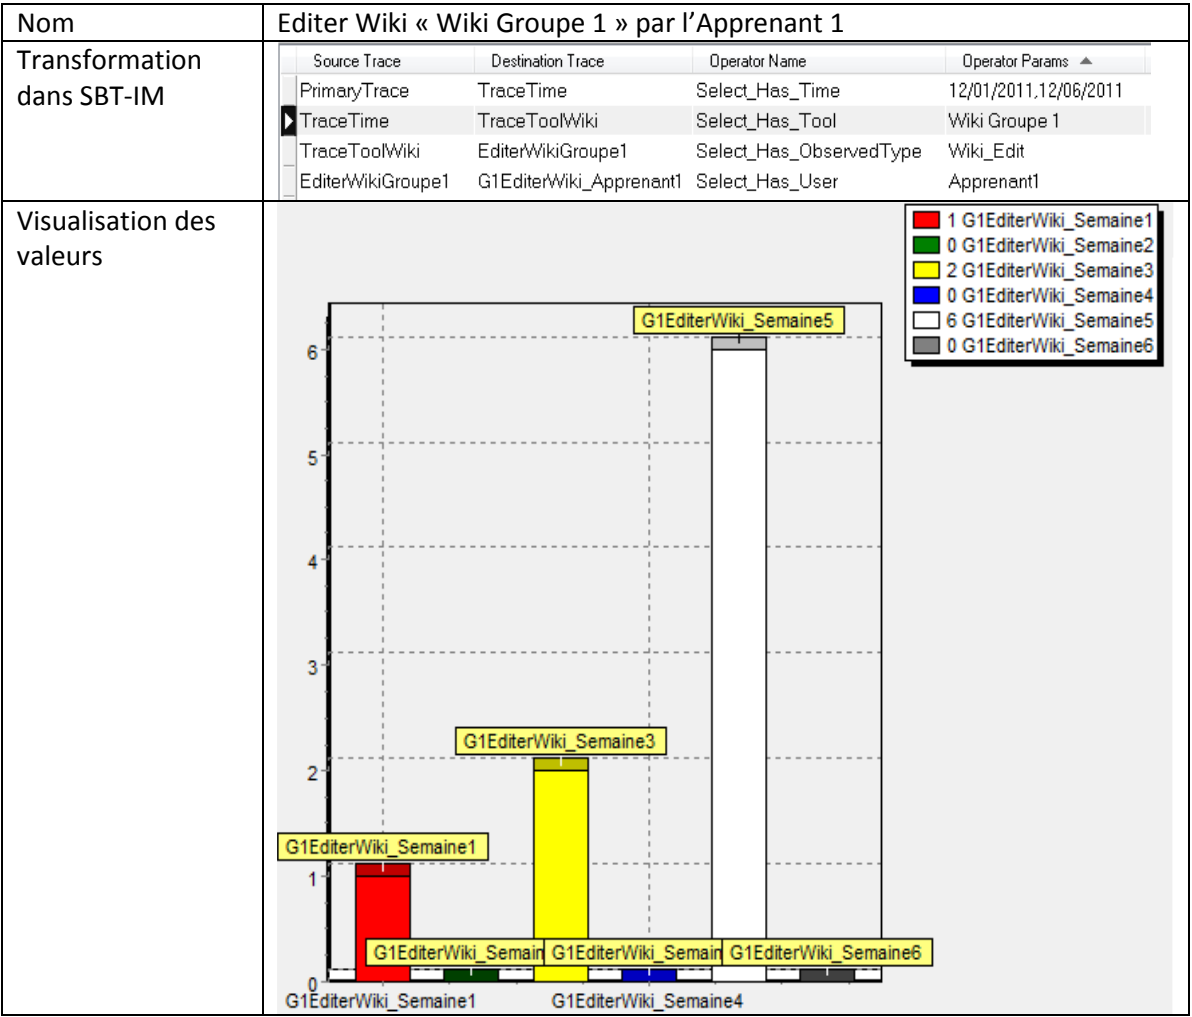 Nom
Editer Wiki « Wiki Groupe 1 » par l’Apprenant 1
Transformation
dans SBT-IM
Source Trace Destination Trace Operator Name Operator Params
PrimaryTrace TraceTime Select_Has_Time 12/01/2011,12/06/2011
TraceTime TraceToolWiki Select_Has_Tool Wiki Groupe 1
TraceToolWiki EditerWikiGroupe1 Select_Has_ObservedType Wiki_Edit
EditerWikiGroupe1 G1EditerWiki_Apprenant1 Select_Has_User Apprenant1
Visualisation des
valeurs
1 G1EditerWiki_Semaine1
0 G1EditerWiki_Semaine2
2 G1EditerWiki_Semaine3
0 G1EditerWiki_Semaine4
6 G1EditerWiki_Semaine5
0 G1EditerWiki_Semaine6
G1EditerWiki_Semaine5
6
5
4
3
G1EditerWiki_Semaine3
2
G1EditerWiki_Semaine1
1
G1EditerWiki_Semain G1EditerWiki_Semain G1EditerWiki_Semaine6
0
G1EditerWiki_Semaine1 G1EditerWiki_Semaine4